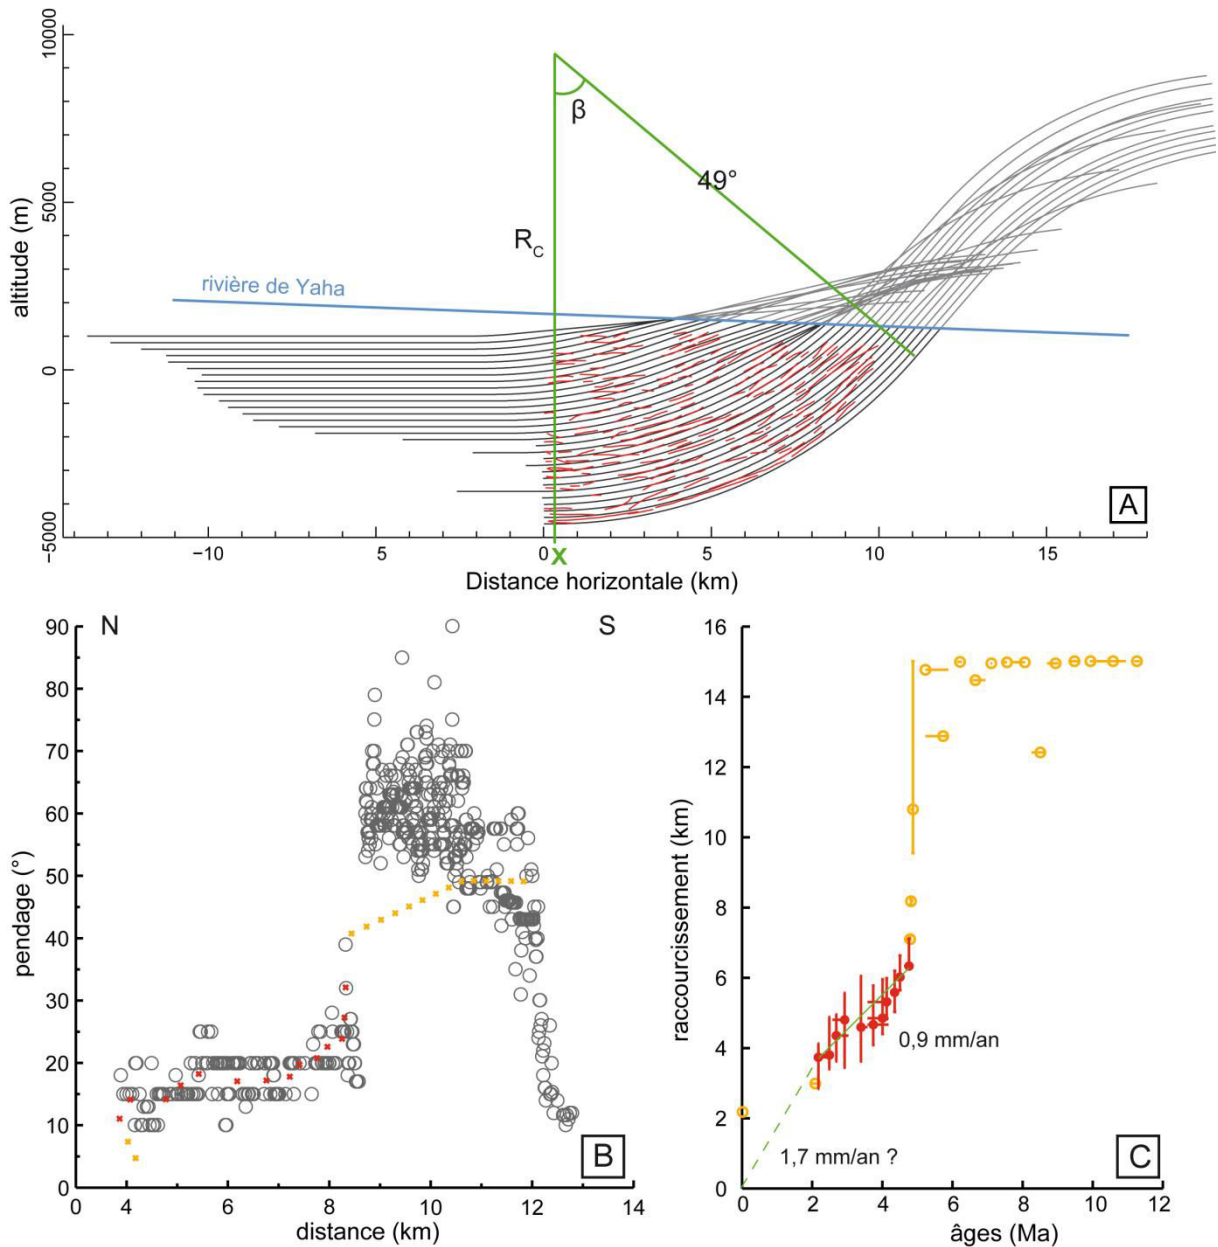 10000
5000
0
−5000
altitude (m)
β
49°
R_C
rivière de Yaha
A
−10
−5
0
5
10
15
X
Distance horizontale (km)
N
S
90
80
70
60
50
40
30
20
10
0
pendage (°)
B
4
6
8
10
12
14
distance (km)
16
14
12
10
8
6
4
2
0
raccourcissement (km)
0,9 mm/an
1,7 mm/an ?
C
0
2
4
6
8
10
12
âges (Ma)